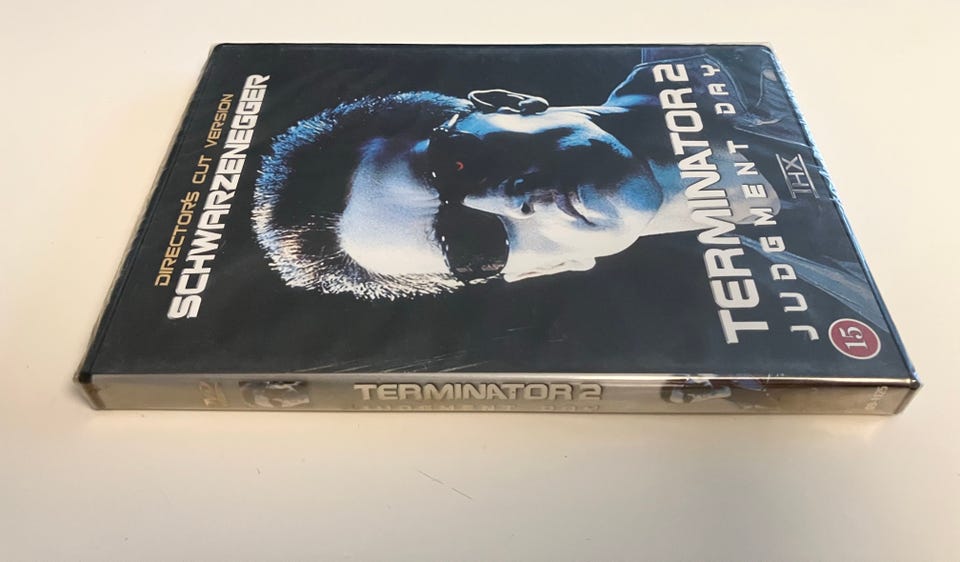 DIRECTOR'S CUT VERSION
SCHWARZENEGGER
TERMINATOR 2
JUDGMENT DAY
THX
15
TERMINATOR 2
JUDGMENT DAY